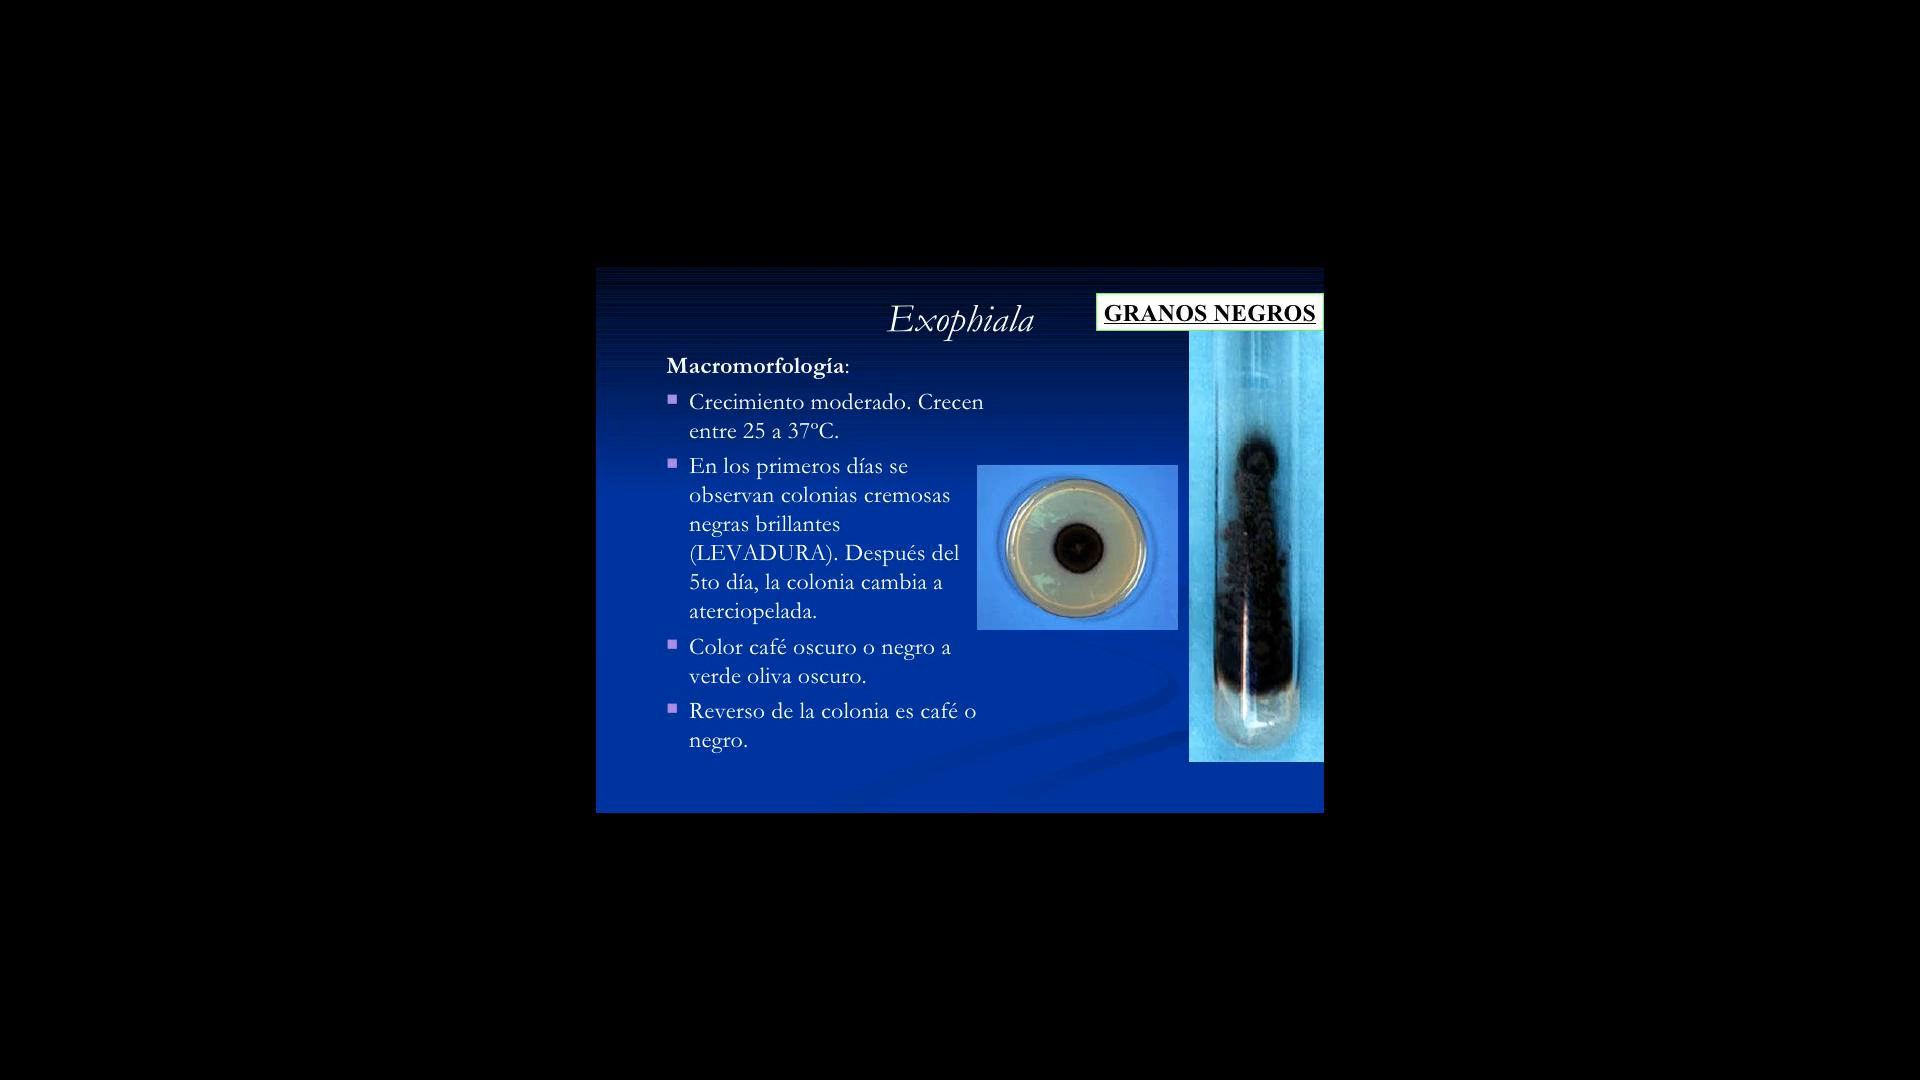 Exophiala
GRANOS NEGROS
Macromorfología:
Crecimiento moderado. Crecen
entre 25 a 37ºC.
En los primeros días se
observan colonias cremosas
negras brillantes
(LEVADURA). Después del
5to día, la colonia cambia a
aterciopelada.
Color café oscuro o negro a
verde oliva oscuro.
Reverso de la colonia es café o
negro.